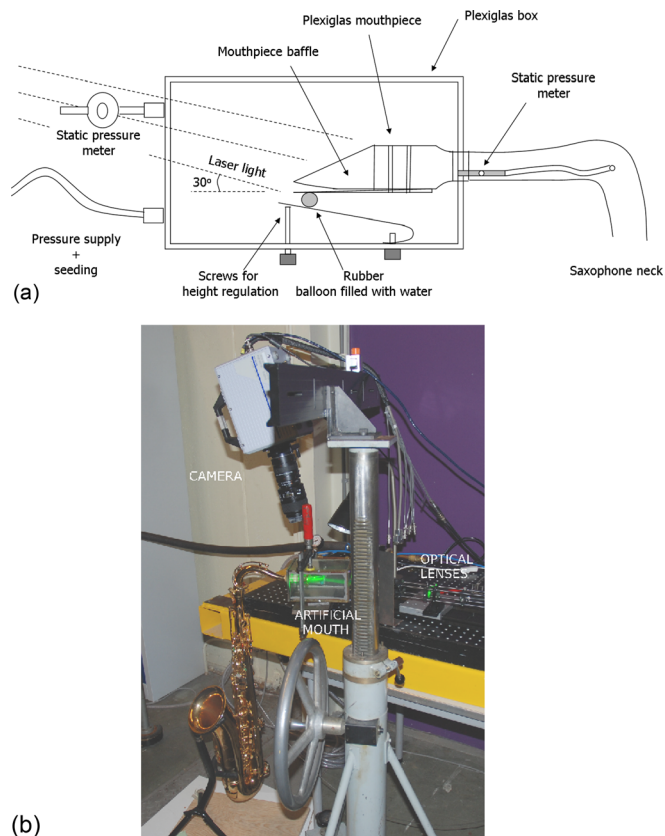 Plexiglas mouthpiece
Plexiglas box
Mouthpiece baffle
Static pressure
meter
Static pressure
meter
Laser light
30º
Pressure supply
+
seeding
Screws for
height regulation
Rubber
balloon filled with water
Saxophone neck
(a)
CAMERA
OPTICAL
LENSES
ARTIFICIAL
MOUTH
(b)